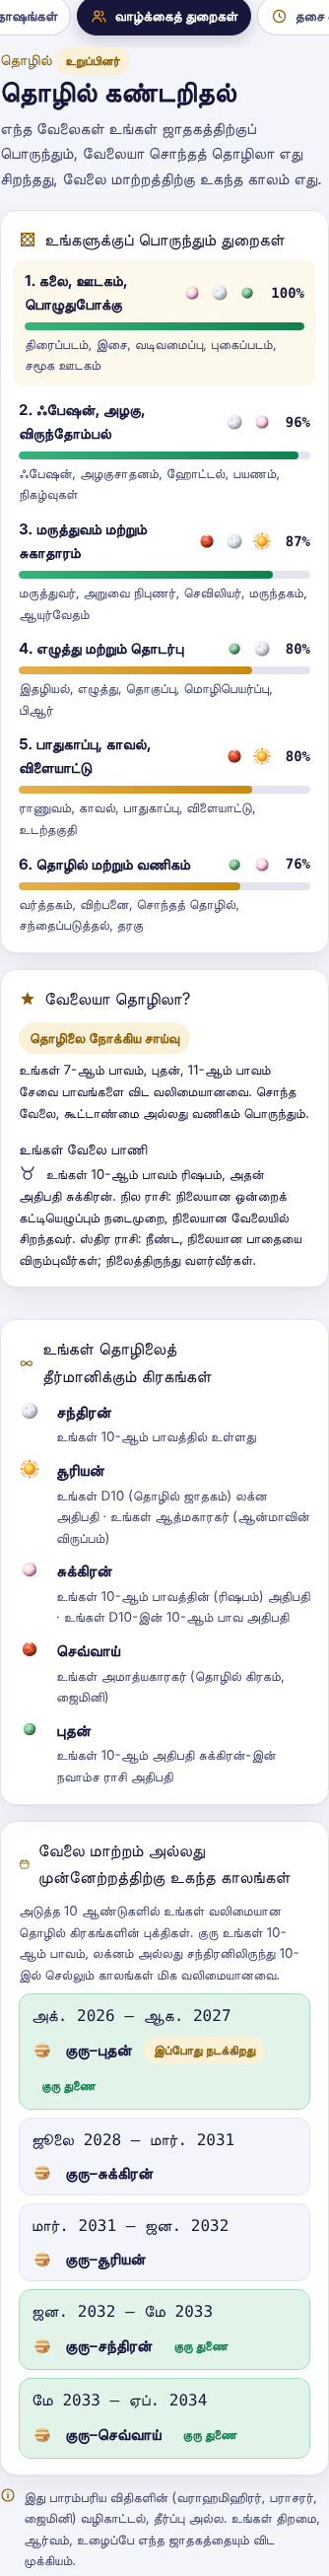 தோஷங்கள்
வாழ்க்கைத் துறைகள்
தசை
தொழில் உறுப்பினர்
தொழில் கண்டறிதல்
எந்த வேலைகள் உங்கள் ஜாதகத்திற்குப்
பொருந்தும், வேலையா சொந்தத் தொழிலா எது
சிறந்தது, வேலை மாற்றத்திற்கு உகந்த காலம் எது.
உங்களுக்குப் பொருந்தும் துறைகள்
1. கலை, ஊடகம்,
பொழுதுபோக்கு
100%
திரைப்படம், இசை, வடிவமைப்பு, புகைப்படம்,
சமூக ஊடகம்
2. ஃபேஷன், அழகு,
விருந்தோம்பல்
96%
ஃபேஷன், அழகுசாதனம், ஹோட்டல், பயணம்,
நிகழ்வுகள்
3. மருத்துவம் மற்றும்
சுகாதாரம்
87%
மருத்துவர், அறுவை நிபுணர், செவிலியர், மருந்தகம்,
ஆயுர்வேதம்
4. எழுத்து மற்றும் தொடர்பு
80%
இதழியல், எழுத்து, தொகுப்பு, மொழிபெயர்ப்பு,
பிஆர்
5. பாதுகாப்பு, காவல்,
விளையாட்டு
80%
ராணுவம், காவல், பாதுகாப்பு, விளையாட்டு,
உடற்தகுதி
6. தொழில் மற்றும் வணிகம்
76%
வர்த்தகம், விற்பனை, சொந்தத் தொழில்,
சந்தைப்படுத்தல், தரகு
வேலையா தொழிலா?
தொழிலை நோக்கிய சாய்வு
உங்கள் 7-ஆம் பாவம், புதன், 11-ஆம் பாவம்
சேவை பாவங்களை விட வலிமையானவை. சொந்த
வேலை, கூட்டாண்மை அல்லது வணிகம் பொருந்தும்.
உங்கள் வேலை பாணி
உங்கள் 10-ஆம் பாவம் ரிஷபம், அதன்
அதிபதி சுக்கிரன். நில ராசி: நிலையான ஒன்றைக்
கட்டியெழுப்பும் நடைமுறை, நிலையான வேலையில்
சிறந்தவர். ஸ்திர ராசி: நீண்ட, நிலையான பாதையை
விரும்புவீர்கள்; நிலைத்திருந்து வளர்வீர்கள்.
உங்கள் தொழிலைத்
தீர்மானிக்கும் கிரகங்கள்
சந்திரன்
உங்கள் 10-ஆம் பாவத்தில் உள்ளது
சூரியன்
உங்கள் D10 (தொழில் ஜாதகம்) லக்ன
அதிபதி · உங்கள் ஆத்மாகாரகர் (ஆன்மாவின்
விருப்பம்)
சுக்கிரன்
உங்கள் 10-ஆம் பாவத்தின் (ரிஷபம்) அதிபதி
· உங்கள் D10-இன் 10-ஆம் பாவ அதிபதி
செவ்வாய்
உங்கள் அமாத்யகாரகர் (தொழில் கிரகம்,
ஜைமினி)
புதன்
உங்கள் 10-ஆம் அதிபதி சுக்கிரன்-இன்
நவாம்ச ராசி அதிபதி
வேலை மாற்றம் அல்லது
முன்னேற்றத்திற்கு உகந்த காலங்கள்
அடுத்த 10 ஆண்டுகளில் உங்கள் வலிமையான
தொழில் கிரகங்களின் புக்திகள். குரு உங்கள் 10-
ஆம் பாவம், லக்னம் அல்லது சந்திரனிலிருந்து 10-
இல் செல்லும் காலங்கள் மிக வலிமையானவை.
அக். 2026 – ஆக. 2027
குரு–புதன் இப்போது நடக்கிறது
குரு துணை
ஜூலை 2028 – மார். 2031
குரு–சுக்கிரன்
மார். 2031 – ஜன. 2032
குரு–சூரியன்
ஜன. 2032 – மே 2033
குரு–சந்திரன் குரு துணை
மே 2033 – ஏப். 2034
குரு–செவ்வாய் குரு துணை
இது பாரம்பரிய விதிகளின் (வராஹமிஹிரர், பராசரர்,
ஜைமினி) வழிகாட்டல், தீர்ப்பு அல்ல. உங்கள் திறமை,
ஆர்வம், உழைப்பே எந்த ஜாதகத்தையும் விட
முக்கியம்.